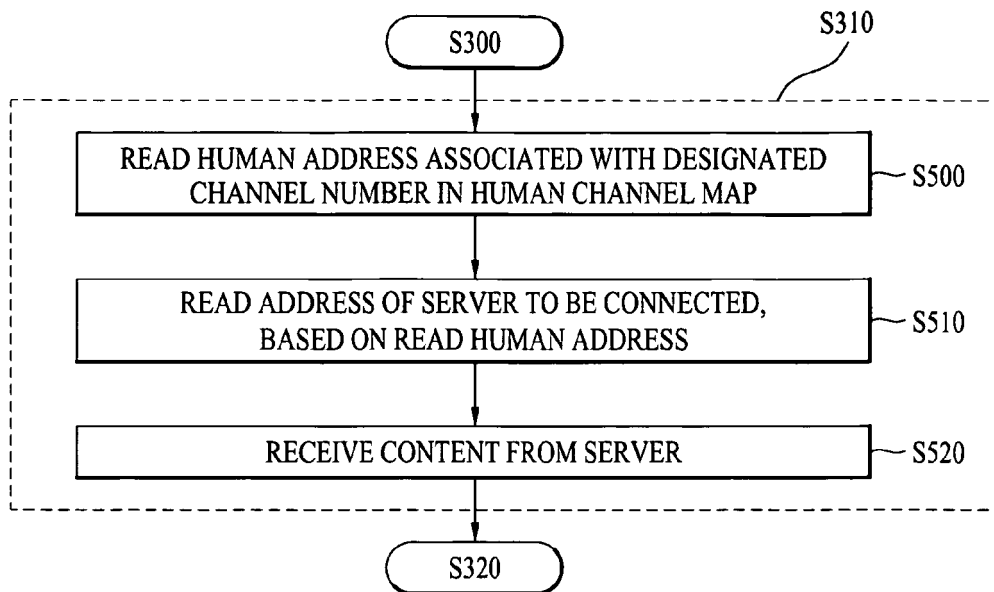 S310
S300
READ HUMAN ADDRESS ASSOCIATED WITH DESIGNATED
CHANNEL NUMBER IN HUMAN CHANNEL MAP
S500
READ ADDRESS OF SERVER TO BE CONNECTED,
BASED ON READ HUMAN ADDRESS
S510
RECEIVE CONTENT FROM SERVER
S520
S320